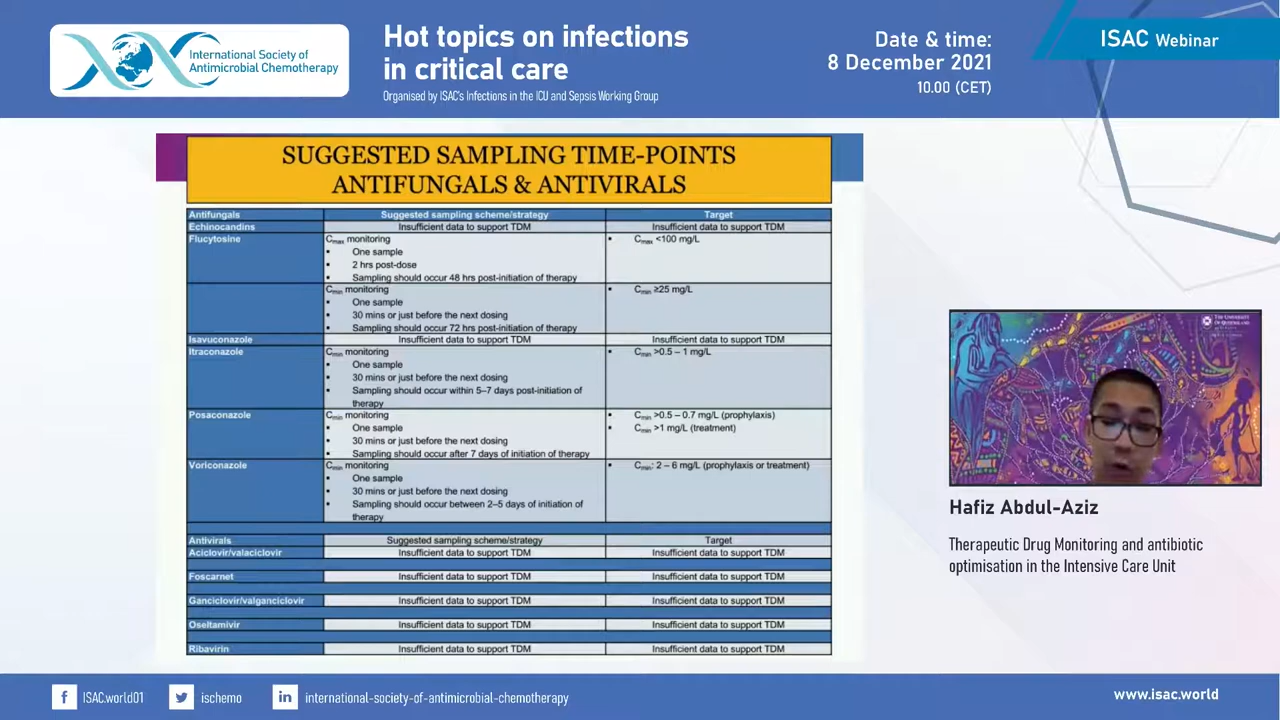 International Society of
Antimicrobial Chemotherapy
Hot topics on infections
in critical care
Organised by ISAC's Infections in the ICU and Sepsis Working Group
Date & time:
8 December 2021
10.00 (CET)
ISAC Webinar
SUGGESTED SAMPLING TIME-POINTS
ANTIFUNGALS & ANTIVIRALS
Antifungals Suggested sampling scheme/strategy Target
Echinocandins Insufficient data to support TDM Insufficient data to support TDM
Flucytosine Cmax monitoring • Cmax <100 mg/L
• One sample
• 2 hrs post-dose
• Sampling should occur 48 hrs post-initiation of therapy
Cmin monitoring • Cmin ≥25 mg/L
• One sample
• 30 mins or just before the next dosing
• Sampling should occur 72 hrs post-initiation of therapy
Isavuconazole Insufficient data to support TDM Insufficient data to support TDM
Itraconazole Cmin monitoring • Cmin >0.5 – 1 mg/L
• One sample
• 30 mins or just before the next dosing
• Sampling should occur within 5–7 days post-initiation of
therapy
Posaconazole Cmin monitoring • Cmin >0.5 – 0.7 mg/L (prophylaxis)
• One sample • Cmin >1 mg/L (treatment)
• 30 mins or just before the next dosing
• Sampling should occur after 7 days of initiation of therapy
Voriconazole Cmin monitoring • Cmin: 2 – 6 mg/L (prophylaxis or treatment)
• One sample
• 30 mins or just before the next dosing
• Sampling should occur between 2–5 days of initiation of
therapy
Antivirals Suggested sampling scheme/strategy Target
Aciclovir/valaciclovir Insufficient data to support TDM Insufficient data to support TDM
Foscarnet Insufficient data to support TDM Insufficient data to support TDM
Ganciclovir/valganciclovir Insufficient data to support TDM Insufficient data to support TDM
Oseltamivir Insufficient data to support TDM Insufficient data to support TDM
Ribavirin Insufficient data to support TDM Insufficient data to support TDM
The University
Of Queensland
Hafiz Abdul-Aziz
Therapeutic Drug Monitoring and antibiotic
optimisation in the Intensive Care Unit
f ISAC.world01
ischemo
in international-society-of-antimicrobial-chemotherapy
www.isac.world